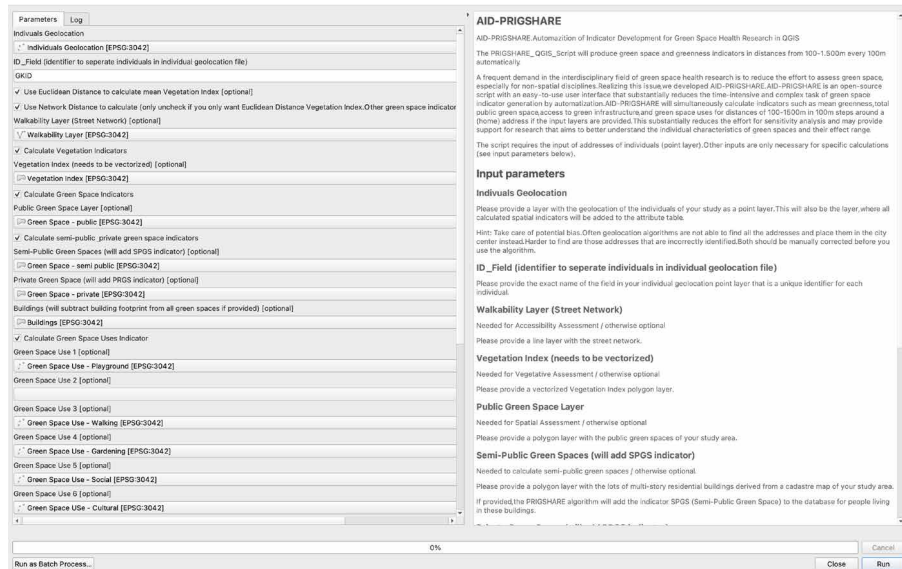 Parameters
Log
Indivuals Geolocation
Individuals Geolocation [EPSG:3042]
ID_Field (identifier to seperate individuals in individual geolocation file)
GKID
Use Euclidean Distance to calculate mean Vegetation Index [optional]
Use Network Distance to calculate (only uncheck if you only want Euclidean Distance Vegetation Index.Other green space indicator
Walkability Layer (Street Network) [optional]
Walkability Layer [EPSG:3042]
Calculate Vegetation Indicators
Vegetation Index (needs to be vectorized) [optional]
Vegetation Index [EPSG:3042]
Calculate Green Space Indicators
Public Green Space Layer [optional]
Green Space - public [EPSG:3042]
Calculate semi-public_private green space indicators
Semi-Public Green Spaces (will add SPGS indicator) [optional]
Green Space - semi public [EPSG:3042]
Private Green Space (will add PRGS indicator) [optional]
Green Space - private [EPSG:3042]
Buildings (will subtract building footprint from all green spaces if provided) [optional]
Buildings [EPSG:3042]
Calculate Green Space Uses Indicator
Green Space Use 1 [optional]
Green Space Use - Playground [EPSG:3042]
Green Space Use 2 [optional]
Green Space Use 3 [optional]
Green Space Use - Walking [EPSG:3042]
Green Space Use 4 [optional]
Green Space Use - Gardening [EPSG:3042]
Green Space Use 5 [optional]
Green Space Use - Social [EPSG:3042]
Green Space Use 6 [optional]
Green Space USe - Cultural [EPSG:3042]
AID-PRIGSHARE
AID-PRIGSHARE.Automazition of Indicator Development for Green Space Health Research in QGIS
The PRIGSHARE_QGIS_Script will produce green space and greenness indicators in distances from 100-1.500m every 100m
automatically.
A frequent demand in the interdisciplinary field of green space health research is to reduce the effort to assess green space,
especially for non-spatial disciplines.Realizing this issue,we developed AID-PRIGSHARE.AID-PRIGSHARE is an open-source
script with an easy-to-use user interface that substantially reduces the time-intensive and complex task of green space
indicator generation by automatization.AID-PRIGSHARE will simultaneously calculate indicators such as mean greenness,total
public green space,access to green infrastructure,and green space uses for distances of 100-1500m in 100m steps around a
(home) address if the input layers are provided.This substantially reduces the effort for sensitivity analysis and may provide
support for research that aims to better understand the individual characteristics of green spaces and their effect range.
The script requires the input of addresses of individuals (point layer).Other inputs are only necessary for specific calculations
(see input parameters below).
Input parameters
Indivuals Geolocation
Please provide a layer with the geolocation of the individuals of your study as a point layer.This will also be the layer,where all
calculated spatial indicators will be added to the attribute table.
Hint: Take care of potential bias.Often geolocation algorithms are not able to find all the addresses and place them in the city
center instead.Harder to find are those addresses that are incorrectly identified.Both should be manually corrected before you
use the algorithm.
ID_Field (identifier to seperate individuals in individual geolocation file)
Please provide the exact name of the field in your individual geolocation point layer that is a unique identifier for each
individual.
Walkability Layer (Street Network)
Needed for Accessibility Assessment / otherwise optional
Please provide a line layer with the street network.
Vegetation Index (needs to be vectorized)
Needed for Vegetative Assessment / otherwise optional
Please provide a vectorized Vegetation Index polygon layer.
Public Green Space Layer
Needed for Spatial Assessment / otherwise optional
Please provide a polygon layer with the public green spaces of your study area.
Semi-Public Green Spaces (will add SPGS indicator)
Needed to calculate semi-public green spaces / otherwise optional
Please provide a polygon layer with the lots of multi-story residential buildings derived from a cadastre map of your study area.
If provided,the PRIGSHARE algorithm will add the indicator SPGS (Semi-Public Green Space) to the database for people living
in these buildings.
0%
Cancel
Run as Batch Process...
Close
Run